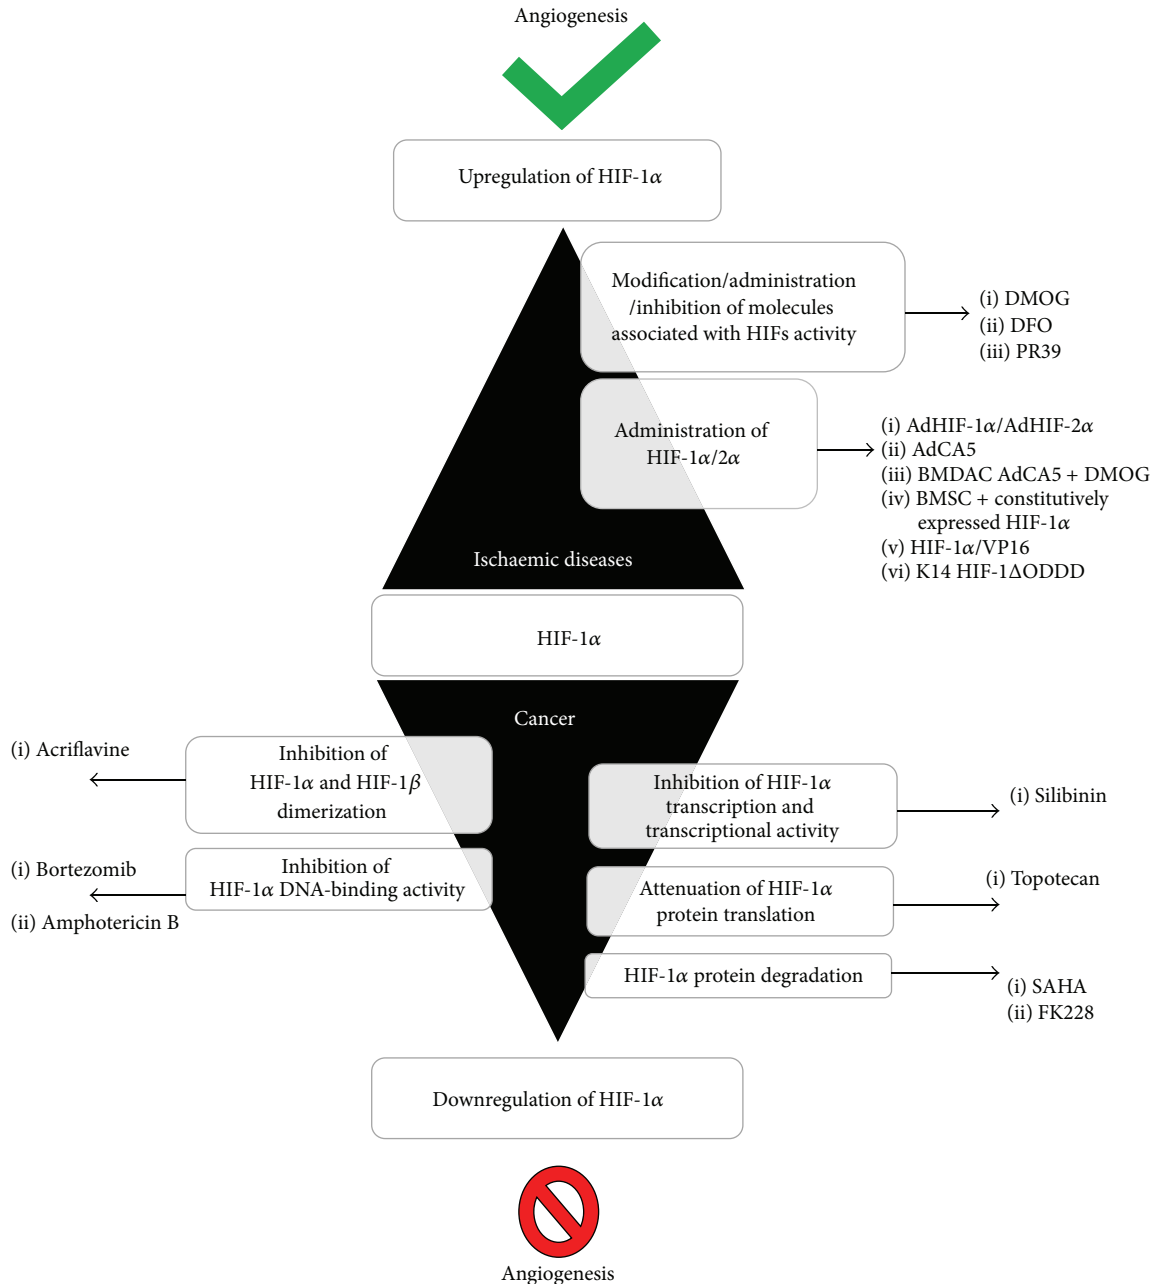 Angiogenesis
Upregulation of HIF-1α
Modification/administration
/inhibition of molecules
associated with HIFs activity
(i) DMOG
(ii) DFO
(iii) PR39
Administration of
HIF-1α/2α
(i) AdHIF-1α/AdHIF-2α
(ii) AdCA5
(iii) BMDAC AdCA5 + DMOG
(iv) BMSC + constitutively
expressed HIF-1α
(v) HIF-1α/VP16
(vi) K14 HIF-1ΔODDD
Ischaemic diseases
HIF-1α
Cancer
(i) Acriflavine
Inhibition of
HIF-1α and HIF-1β
dimerization
Inhibition of HIF-1α
transcription and
transcriptional activity
(i) Silibinin
(i) Bortezomib
(ii) Amphotericin B
Inhibition of
HIF-1α DNA-binding activity
Attenuation of HIF-1α
protein translation
(i) Topotecan
HIF-1α protein degradation
(i) SAHA
(ii) FK228
Downregulation of HIF-1α
Angiogenesis